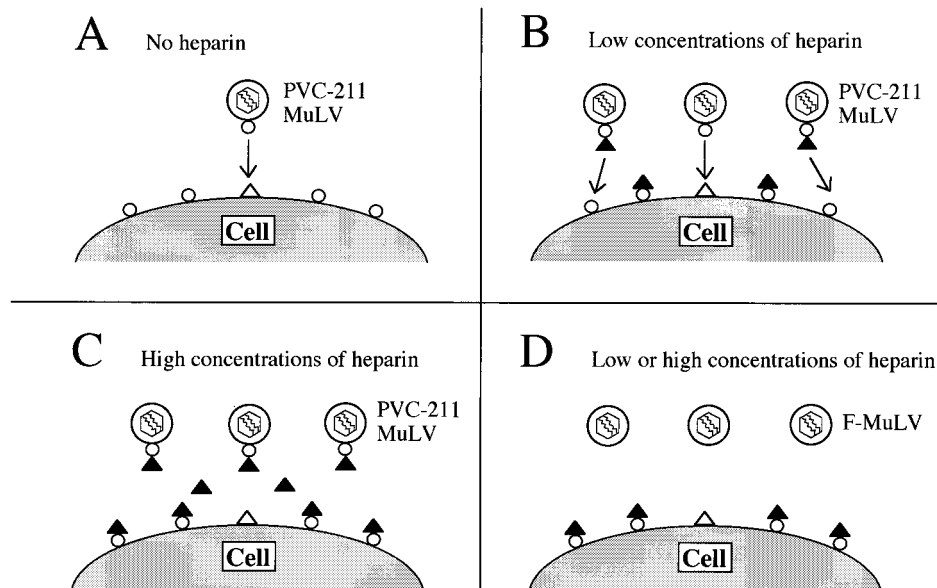 A
No heparin
PVC-211
MuLV
Cell
B
Low concentrations of heparin
PVC-211
MuLV
Cell
C
High concentrations of heparin
PVC-211
MuLV
Cell
D
Low or high concentrations of heparin
F-MuLV
Cell